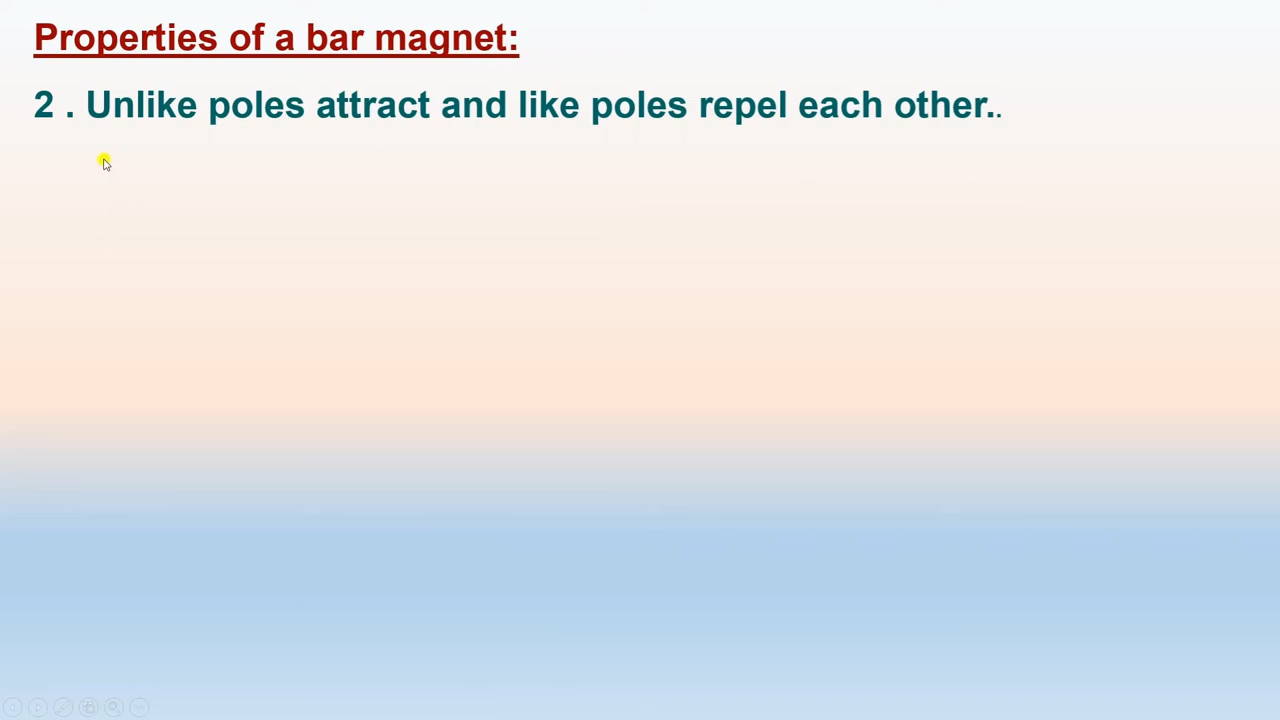 Properties of a bar magnet:
2 . Unlike poles attract and like poles repel each other..